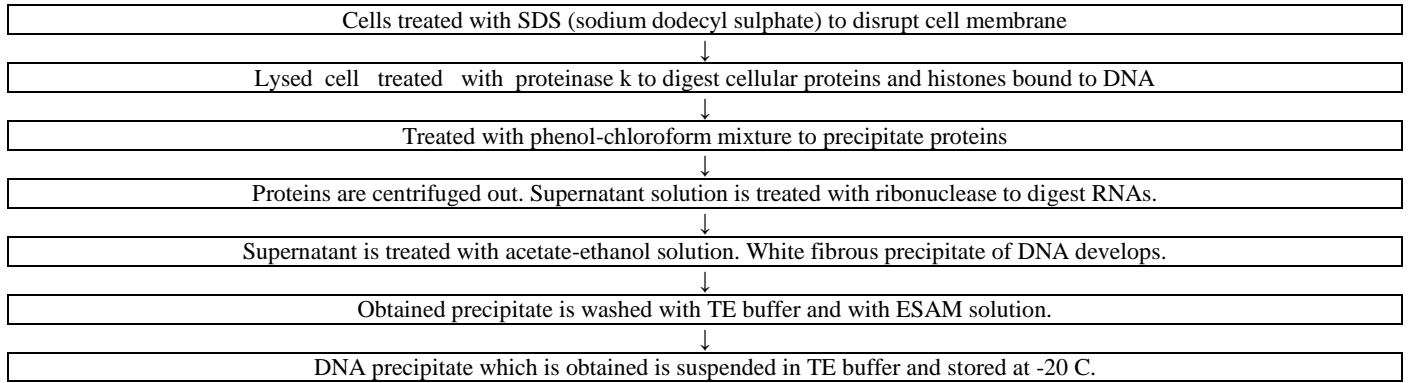 Cells treated with SDS (sodium dodecyl sulphate) to disrupt cell membrane
↓
Lysed cell treated with proteinase k to digest cellular proteins and histones bound to DNA
↓
Treated with phenol-chloroform mixture to precipitate proteins
↓
Proteins are centrifuged out. Supernatant solution is treated with ribonuclease to digest RNAs.
↓
Supernatant is treated with acetate-ethanol solution. White fibrous precipitate of DNA develops.
↓
Obtained precipitate is washed with TE buffer and with ESAM solution.
↓
DNA precipitate which is obtained is suspended in TE buffer and stored at -20 C.